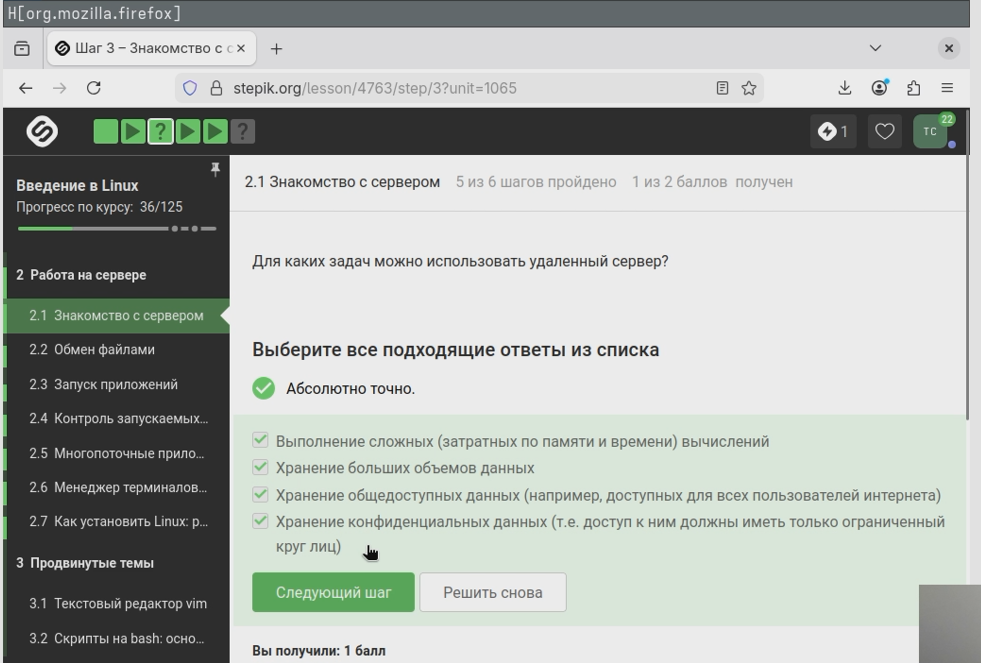 H[org.mozilla.firefox]
Шаг 3 – Знакомство с с
stepik.org/lesson/4763/step/3?unit=1065
?
?
1
TC
22
Введение в Linux
Прогресс по курсу: 36/125
2 Работа на сервере
2.1 Знакомство с сервером
2.2 Обмен файлами
2.3 Запуск приложений
2.4 Контроль запускаемых...
2.5 Многопоточные прило...
2.6 Менеджер терминалов...
2.7 Как установить Linux: р...
3 Продвинутые темы
3.1 Текстовый редактор vim
3.2 Скрипты на bash: осно...
2.1 Знакомство с сервером 5 из 6 шагов пройдено 1 из 2 баллов получен
Для каких задач можно использовать удаленный сервер?
Выберите все подходящие ответы из списка
Абсолютно точно.
Выполнение сложных (затратных по памяти и времени) вычислений
Хранение больших объемов данных
Хранение общедоступных данных (например, доступных для всех пользователей интернета)
Хранение конфиденциальных данных (т.е. доступ к ним должны иметь только ограниченный
круг лиц)
Следующий шаг
Решить снова
Вы получили: 1 балл